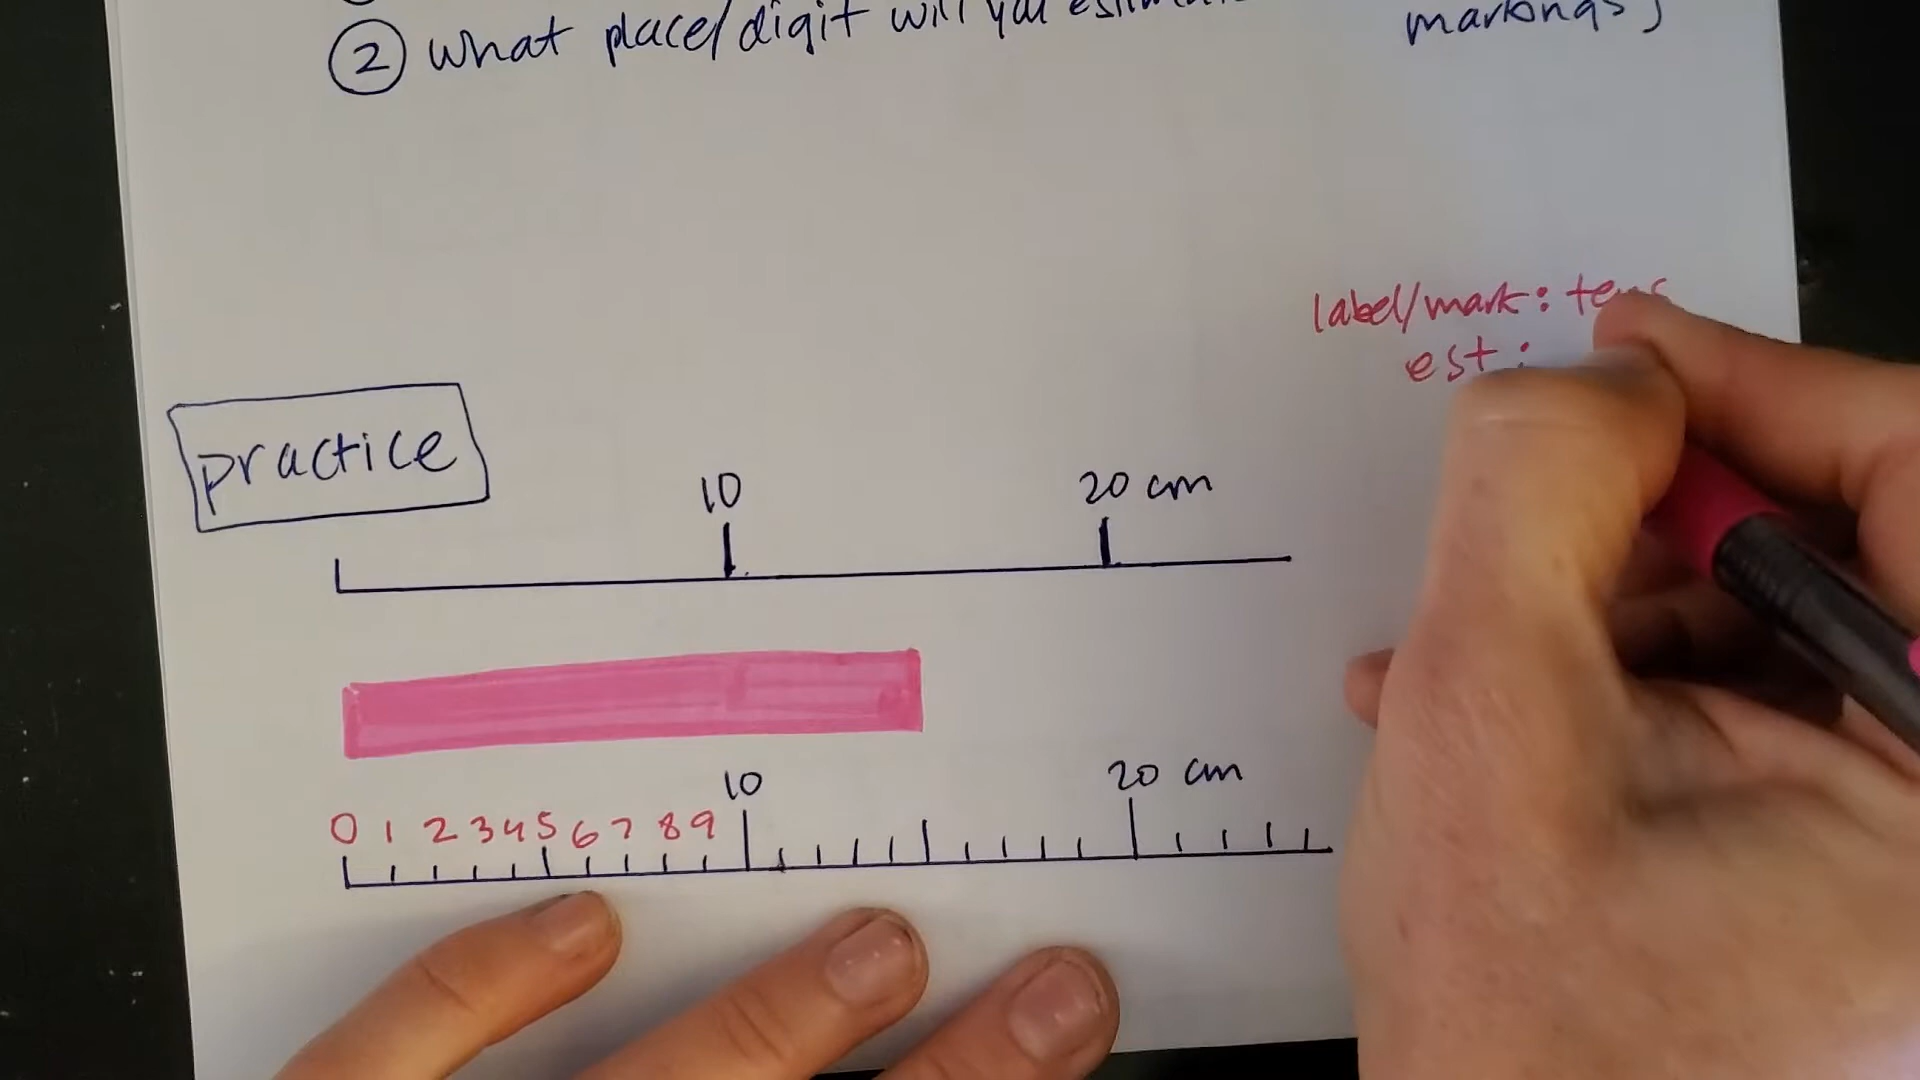 ② What place/digit will you
markings)
label/mark: tens
est:
practice
10 20 cm
10 20 cm
0 1 2 3 4 5 6 7 8 9